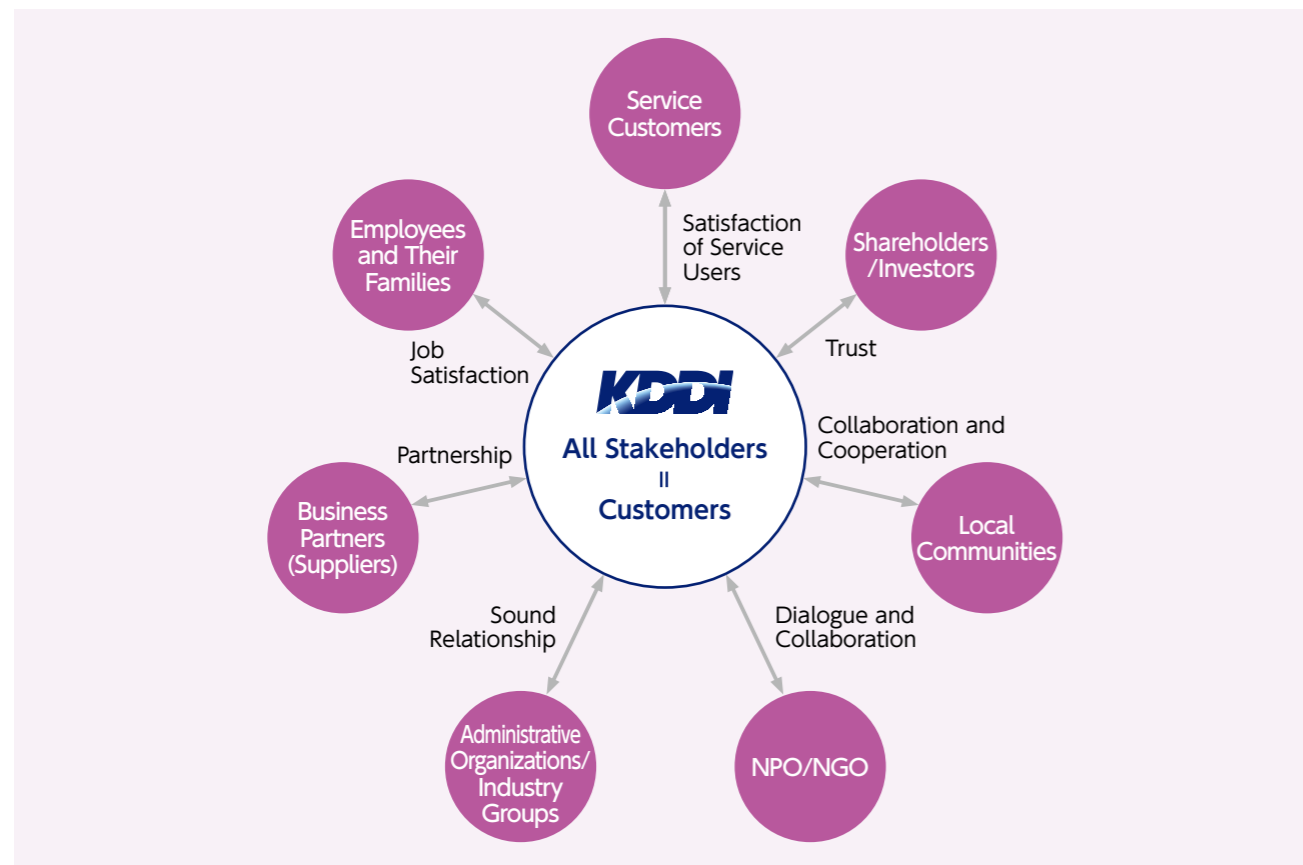 Service
Customers
Satisfaction
of Service
Users
Shareholders
/Investors
Trust
Collaboration and
Cooperation
Local
Communities
Dialogue and
Collaboration
NPO/NGO
Sound
Relationship
Administrative
Organizations/
Industry
Groups
Partnership
Business
Partners
(Suppliers)
Job
Satisfaction
Employees
and Their
Families
KDDI
All Stakeholders
=
Customers